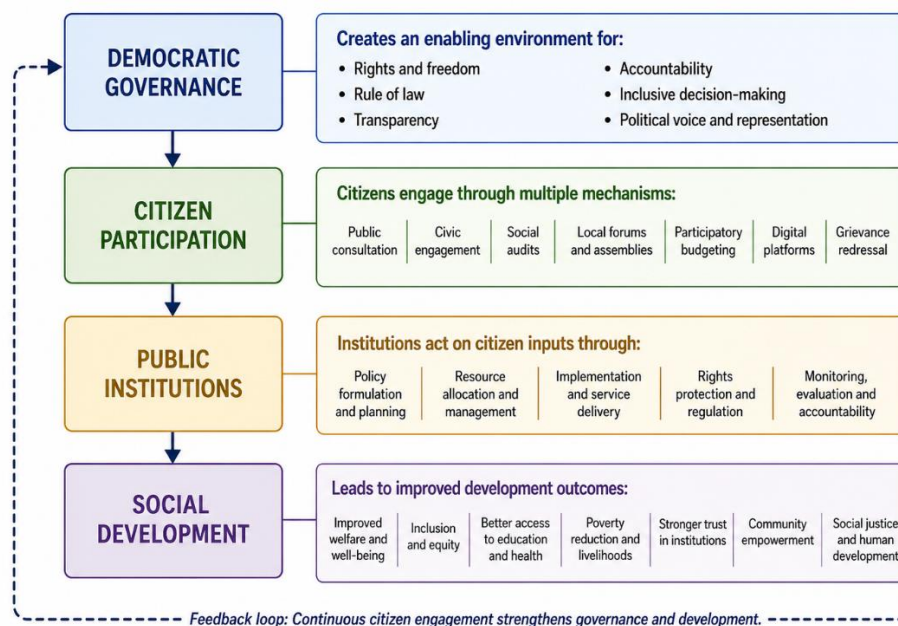 DEMOCRATIC
GOVERNANCE
Creates an enabling environment for:
• Rights and freedom
• Rule of law
• Transparency
• Accountability
• Inclusive decision-making
• Political voice and representation
CITIZEN
PARTICIPATION
Citizens engage through multiple mechanisms:
Public
consultation
Civic
engagement
Social
audits
Local forums
and assemblies
Participatory
budgeting
Digital
platforms
Grievance
redressal
PUBLIC
INSTITUTIONS
Institutions act on citizen inputs through:
Policy
formulation
and planning
Resource
allocation and
management
Implementation
and service
delivery
Rights
protection and
regulation
Monitoring,
evaluation and
accountability
SOCIAL
DEVELOPMENT
Leads to improved development outcomes:
Improved
welfare and
well-being
Inclusion
and equity
Better access
to education
and health
Poverty
reduction and
livelihoods
Stronger trust
in institutions
Community
empowerment
Social justice
and human
development
Feedback loop: Continuous citizen engagement strengthens governance and development.